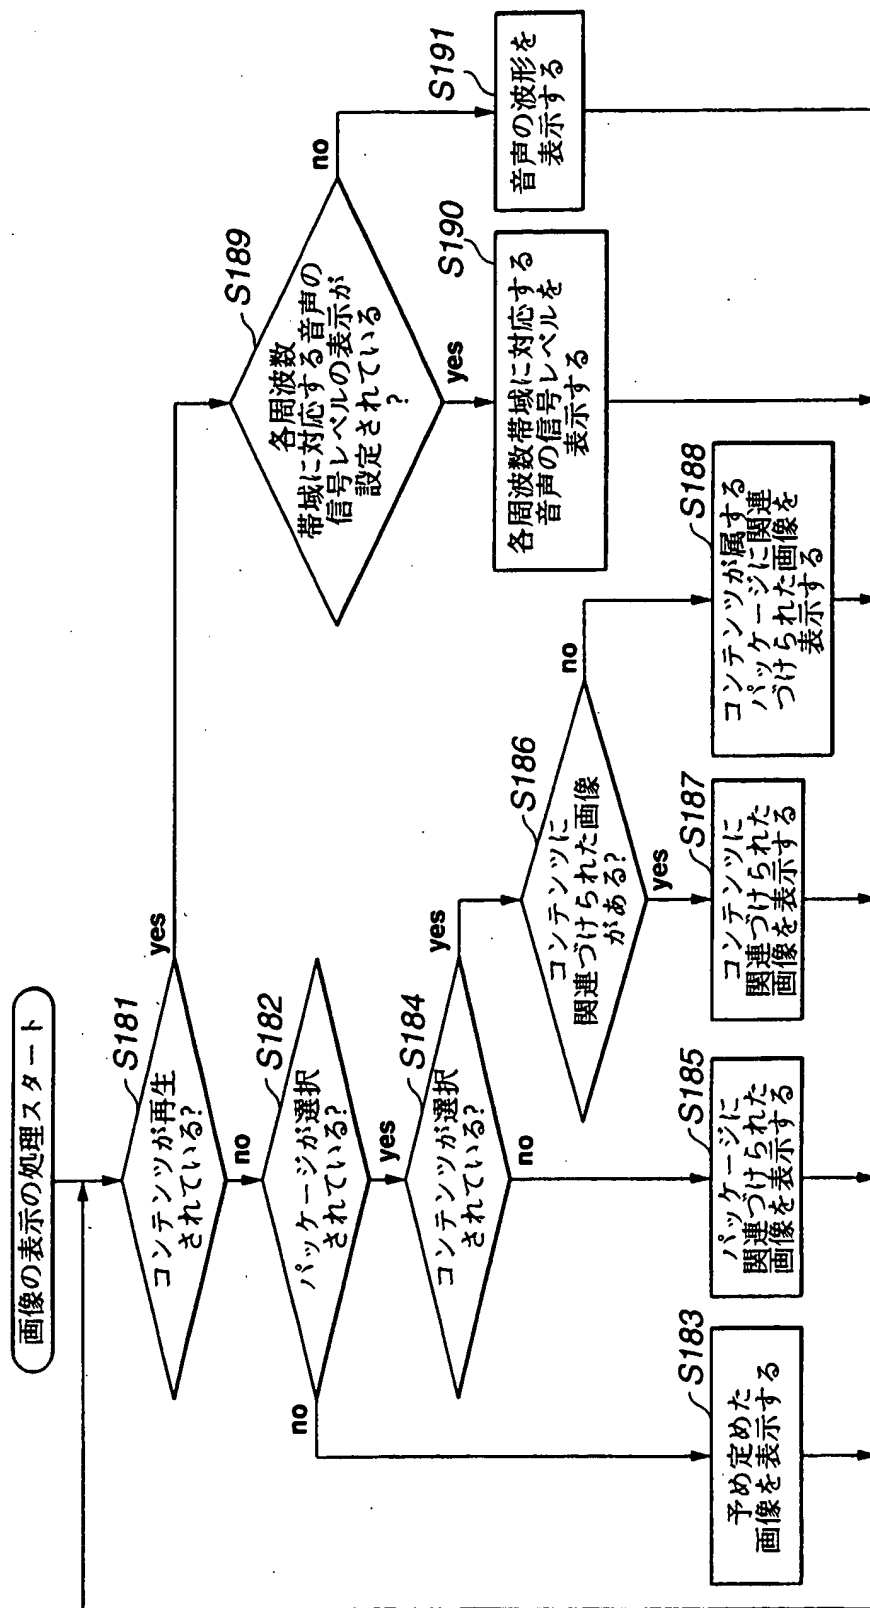 画像の表示の処理スタート
S181
コンテンツが再生
されている?
yes
no
S182
パッケージが選択
されている?
no
yes
S184
コンテンツが選択
されている?
yes
no
S186
コンテンツに
関連づけられた画像
がある?
no
yes
S189
各周波数
帯域に対応する音声の
信号レベルの表示が
設定されている
?
no
yes
S183
予め定めた
画像を表示する
S185
パッケージに
関連づけられた
画像を表示する
S187
コンテンツに
関連づけられた
画像を表示する
S188
コンテンツが属する
パッケージに関連
づけられた画像を
表示する
S190
各周波数帯域に対応する
音声の信号レベルを
表示する
S191
音声の波形を
表示する